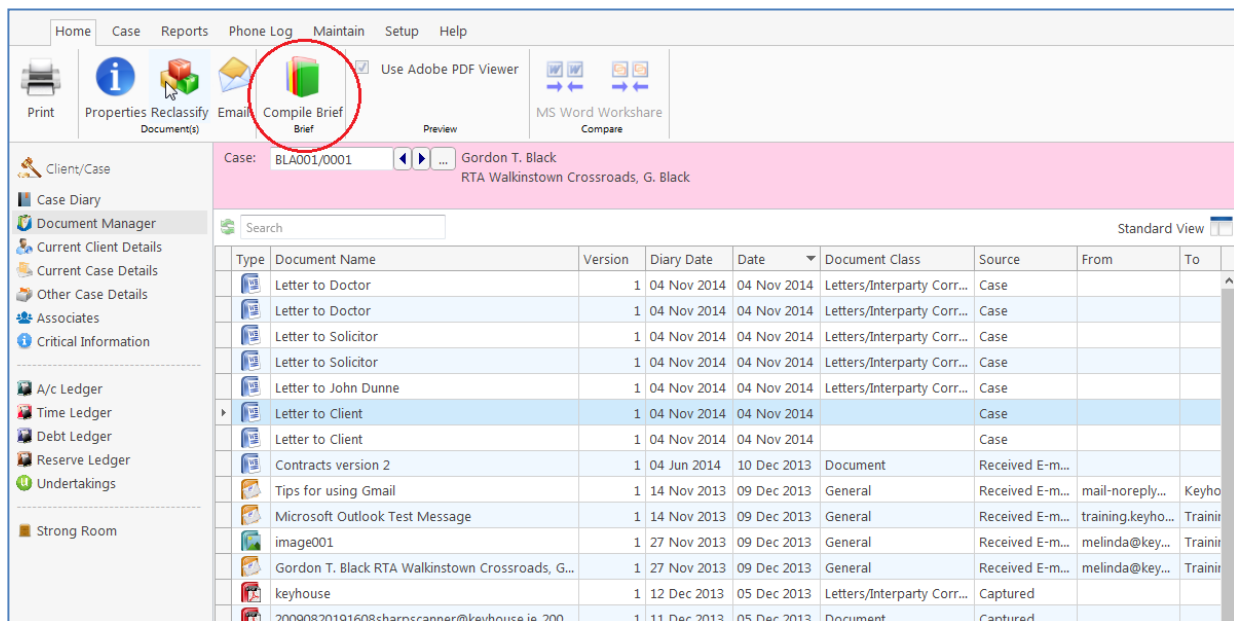 Home Case Reports Phone Log Maintain Setup Help
Use Adobe PDF Viewer
Print Properties Reclassify Email Compile Brief MS Word Workshare
Document(s) Brief Preview Compare
Client/Case
Case Diary
Document Manager
Current Client Details
Current Case Details
Other Case Details
Associates
Critical Information
A/c Ledger
Time Ledger
Debt Ledger
Reserve Ledger
Undertakings
Strong Room
Case: BLA001/0001 ... Gordon T. Black
RTA Walkinstown Crossroads, G. Black
Search Standard View
Type Document Name Version Diary Date Date Document Class Source From To
Letter to Doctor 1 04 Nov 2014 04 Nov 2014 Letters/Interparty Corr... Case
Letter to Doctor 1 04 Nov 2014 04 Nov 2014 Letters/Interparty Corr... Case
Letter to Solicitor 1 04 Nov 2014 04 Nov 2014 Letters/Interparty Corr... Case
Letter to Solicitor 1 04 Nov 2014 04 Nov 2014 Letters/Interparty Corr... Case
Letter to John Dunne 1 04 Nov 2014 04 Nov 2014 Letters/Interparty Corr... Case
Letter to Client 1 04 Nov 2014 04 Nov 2014 Case
Letter to Client 1 04 Nov 2014 04 Nov 2014 Case
Contracts version 2 1 04 Jun 2014 10 Dec 2013 Document Received E-m...
Tips for using Gmail 1 14 Nov 2013 09 Dec 2013 General Received E-m... mail-noreply... Keyho
Microsoft Outlook Test Message 1 14 Nov 2013 09 Dec 2013 General Received E-m... training.keyho... Trainin
image001 1 27 Nov 2013 09 Dec 2013 General Received E-m... melinda@key... Trainin
Gordon T. Black RTA Walkinstown Crossroads, G... 1 27 Nov 2013 09 Dec 2013 General Received E-m... melinda@key... Trainin
keyhouse 1 12 Dec 2013 05 Dec 2013 Letters/Interparty Corr... Captured
20090820191608sharpscanner@keyhouse.ie_200... 1 11 Dec 2013 05 Dec 2013 Document Captured